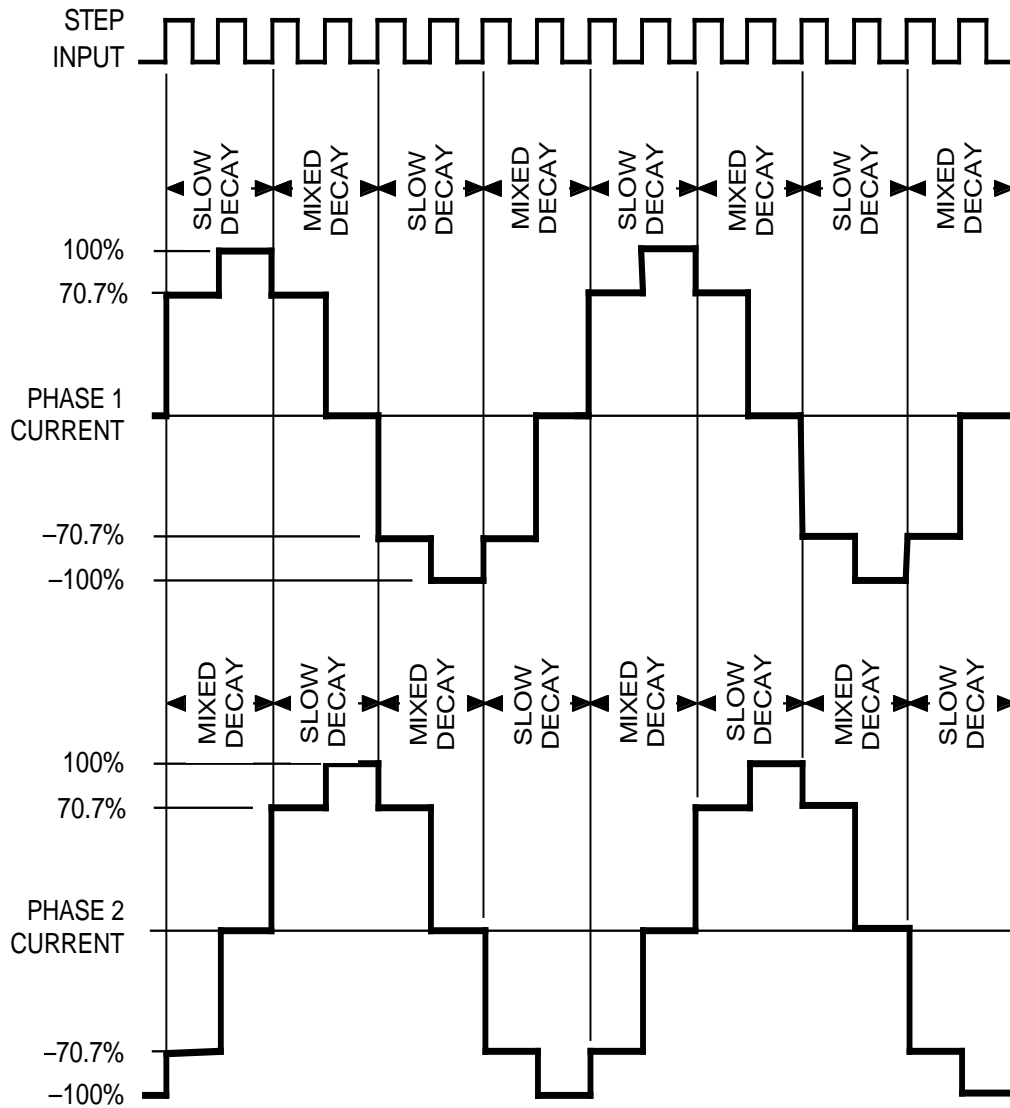 STEP
INPUT
SLOW
DECAY
MIXED
DECAY
SLOW
DECAY
MIXED
DECAY
SLOW
DECAY
MIXED
DECAY
SLOW
DECAY
MIXED
DECAY
100%
70.7%
PHASE 1
CURRENT
–70.7%
–100%
MIXED
DECAY
SLOW
DECAY
MIXED
DECAY
SLOW
DECAY
MIXED
DECAY
SLOW
DECAY
MIXED
DECAY
SLOW
DECAY
100%
70.7%
PHASE 2
CURRENT
–70.7%
–100%